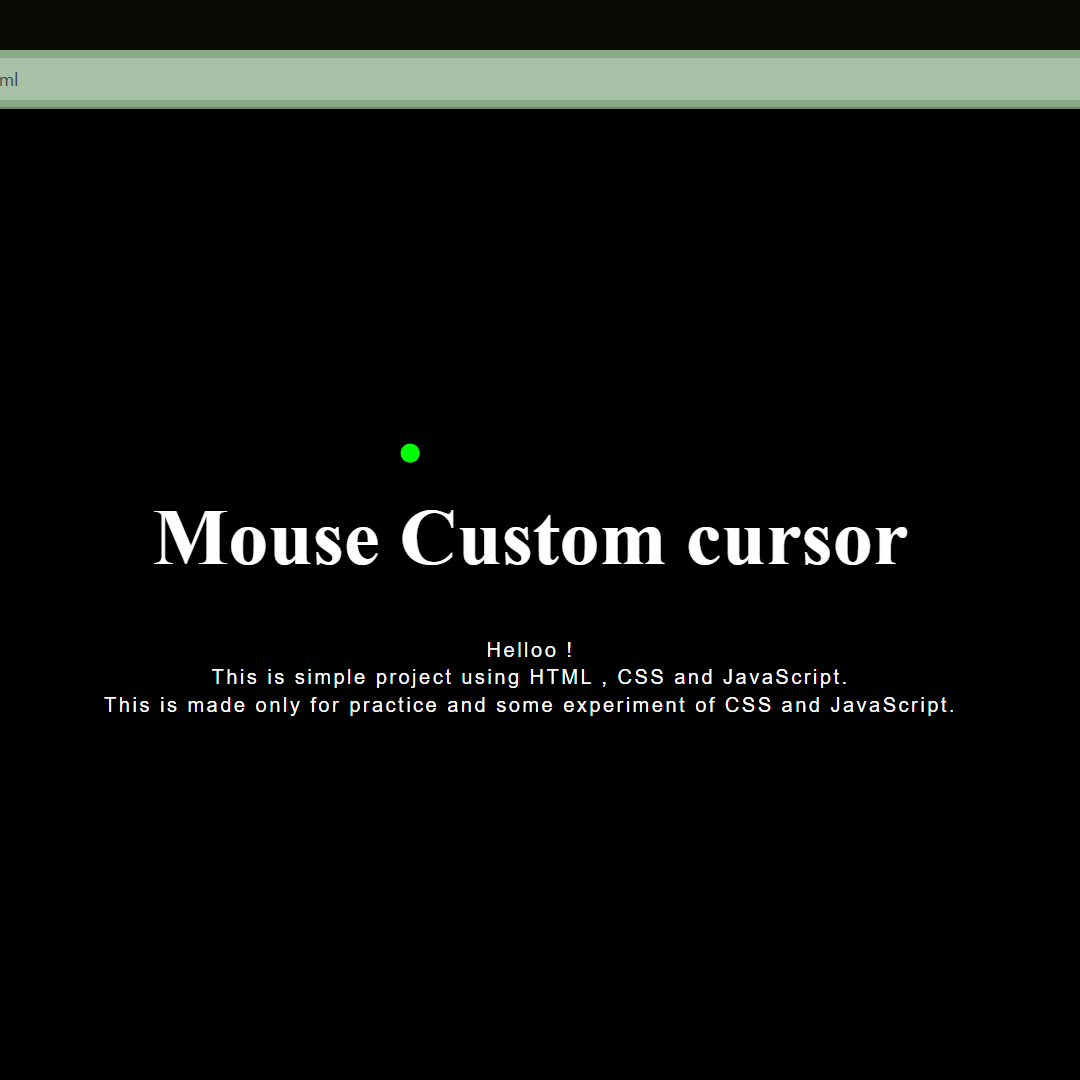 ml
Mouse Custom cursor
Helloo !
This is simple project using HTML , CSS and JavaScript.
This is made only for practice and some experiment of CSS and JavaScript.